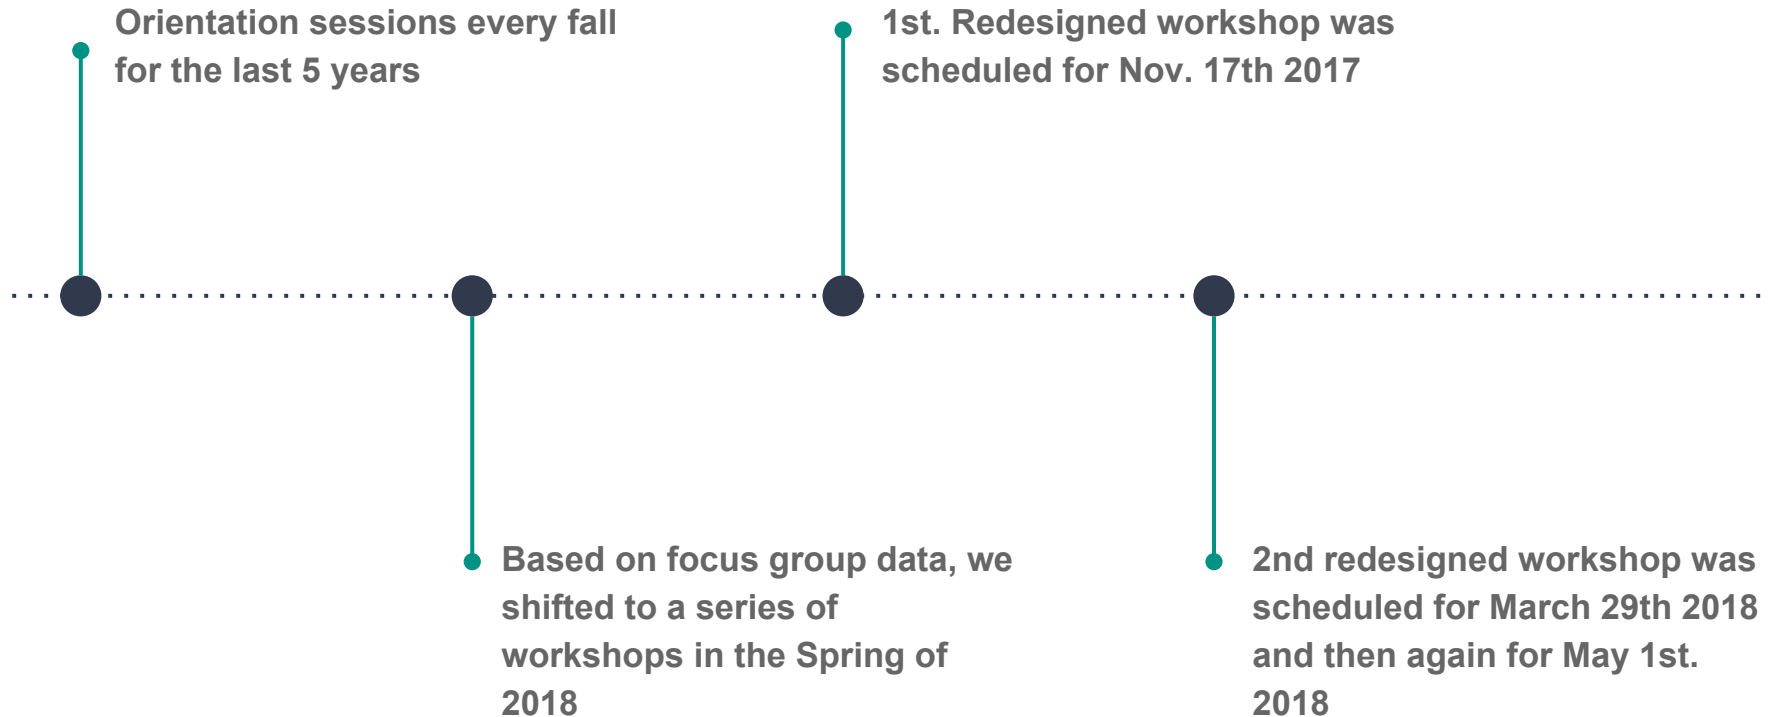 Orientation sessions every fall
for the last 5 years
1st. Redesigned workshop was
scheduled for Nov. 17th 2017
Based on focus group data, we
shifted to a series of
workshops in the Spring of
2018
2nd redesigned workshop was
scheduled for March 29th 2018
and then again for May 1st.
2018